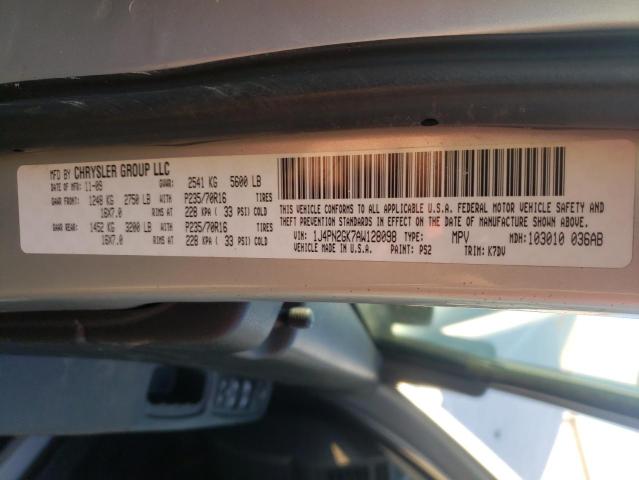 MFD BY CHRYSLER GROUP LLC
DATE OF MFD: 11-09 GVWR: 2541 KG 5600 LB
GAWR FRONT: 1248 KG 2750 LB WITH P235/70R16 TIRES
16X7.0 RIMS AT 228 KPA ( 33 PSI) COLD
GAWR REAR: 1452 KG 3200 LB WITH P235/70R16 TIRES
16X7.0 RIMS AT 228 KPA ( 33 PSI) COLD
THIS VEHICLE CONFORMS TO ALL APPLICABLE U.S.A. FEDERAL MOTOR VEHICLE SAFETY AND
THEFT PREVENTION STANDARDS IN EFFECT ON THE DATE OF MANUFACTURE SHOWN ABOVE.
VIN: 1J4PN2GK7AW128098 TYPE: MPV MDH: 103010 036AB
VEHICLE MADE IN U.S.A. PAINT: PS2 TRIM: K7DV